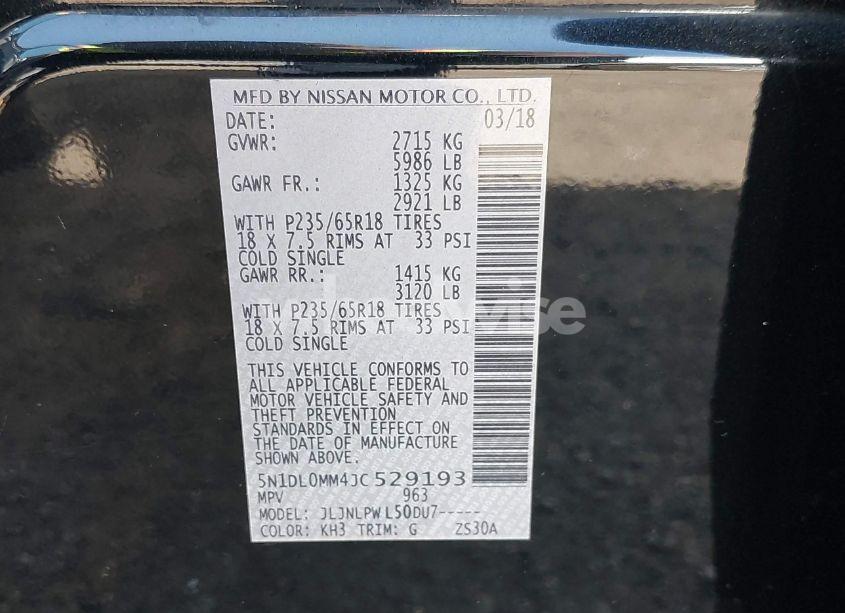 MFD BY NISSAN MOTOR CO., LTD.
DATE: 03/18
GVWR: 2715 KG
5986 LB
GAWR FR.: 1325 KG
2921 LB
WITH P235/65R18 TIRES
18 X 7.5 RIMS AT 33 PSI
COLD SINGLE
GAWR RR.: 1415 KG
3120 LB
WITH P235/65R18 TIRES
18 X 7.5 RIMS AT 33 PSI
COLD SINGLE
THIS VEHICLE CONFORMS TO
ALL APPLICABLE FEDERAL
MOTOR VEHICLE SAFETY AND
THEFT PREVENTION
STANDARDS IN EFFECT ON
THE DATE OF MANUFACTURE
SHOWN ABOVE.
5N1DL0MM4JC529193
MPV 963
MODEL: JLJNLPWL50DU7-----
COLOR: KH3 TRIM: G ZS30A